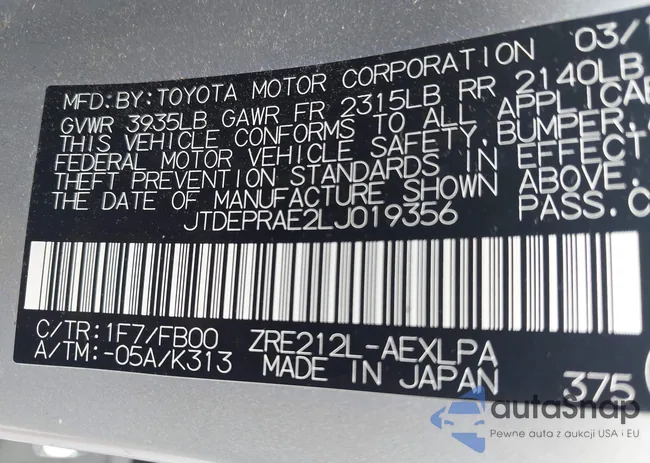 MFD. BY: TOYOTA MOTOR CORPORATION 03/1
GVWR 3935LB GAWR FR 2315LB RR 2140LB
THIS VEHICLE CONFORMS TO ALL APPLICAB
FEDERAL MOTOR VEHICLE SAFETY, BUMPER,
THEFT PREVENTION STANDARDS IN EFFECT
THE DATE OF MANUFACTURE SHOWN ABOVE.
JTDEPRAE2LJ019356 PASS.C
C/TR: 1F7/FB00 ZRE212L-AEXLPA
A/TM: -05A/K313 MADE IN JAPAN 375
autaSnap
Pewne auta z aukcji USA i EU